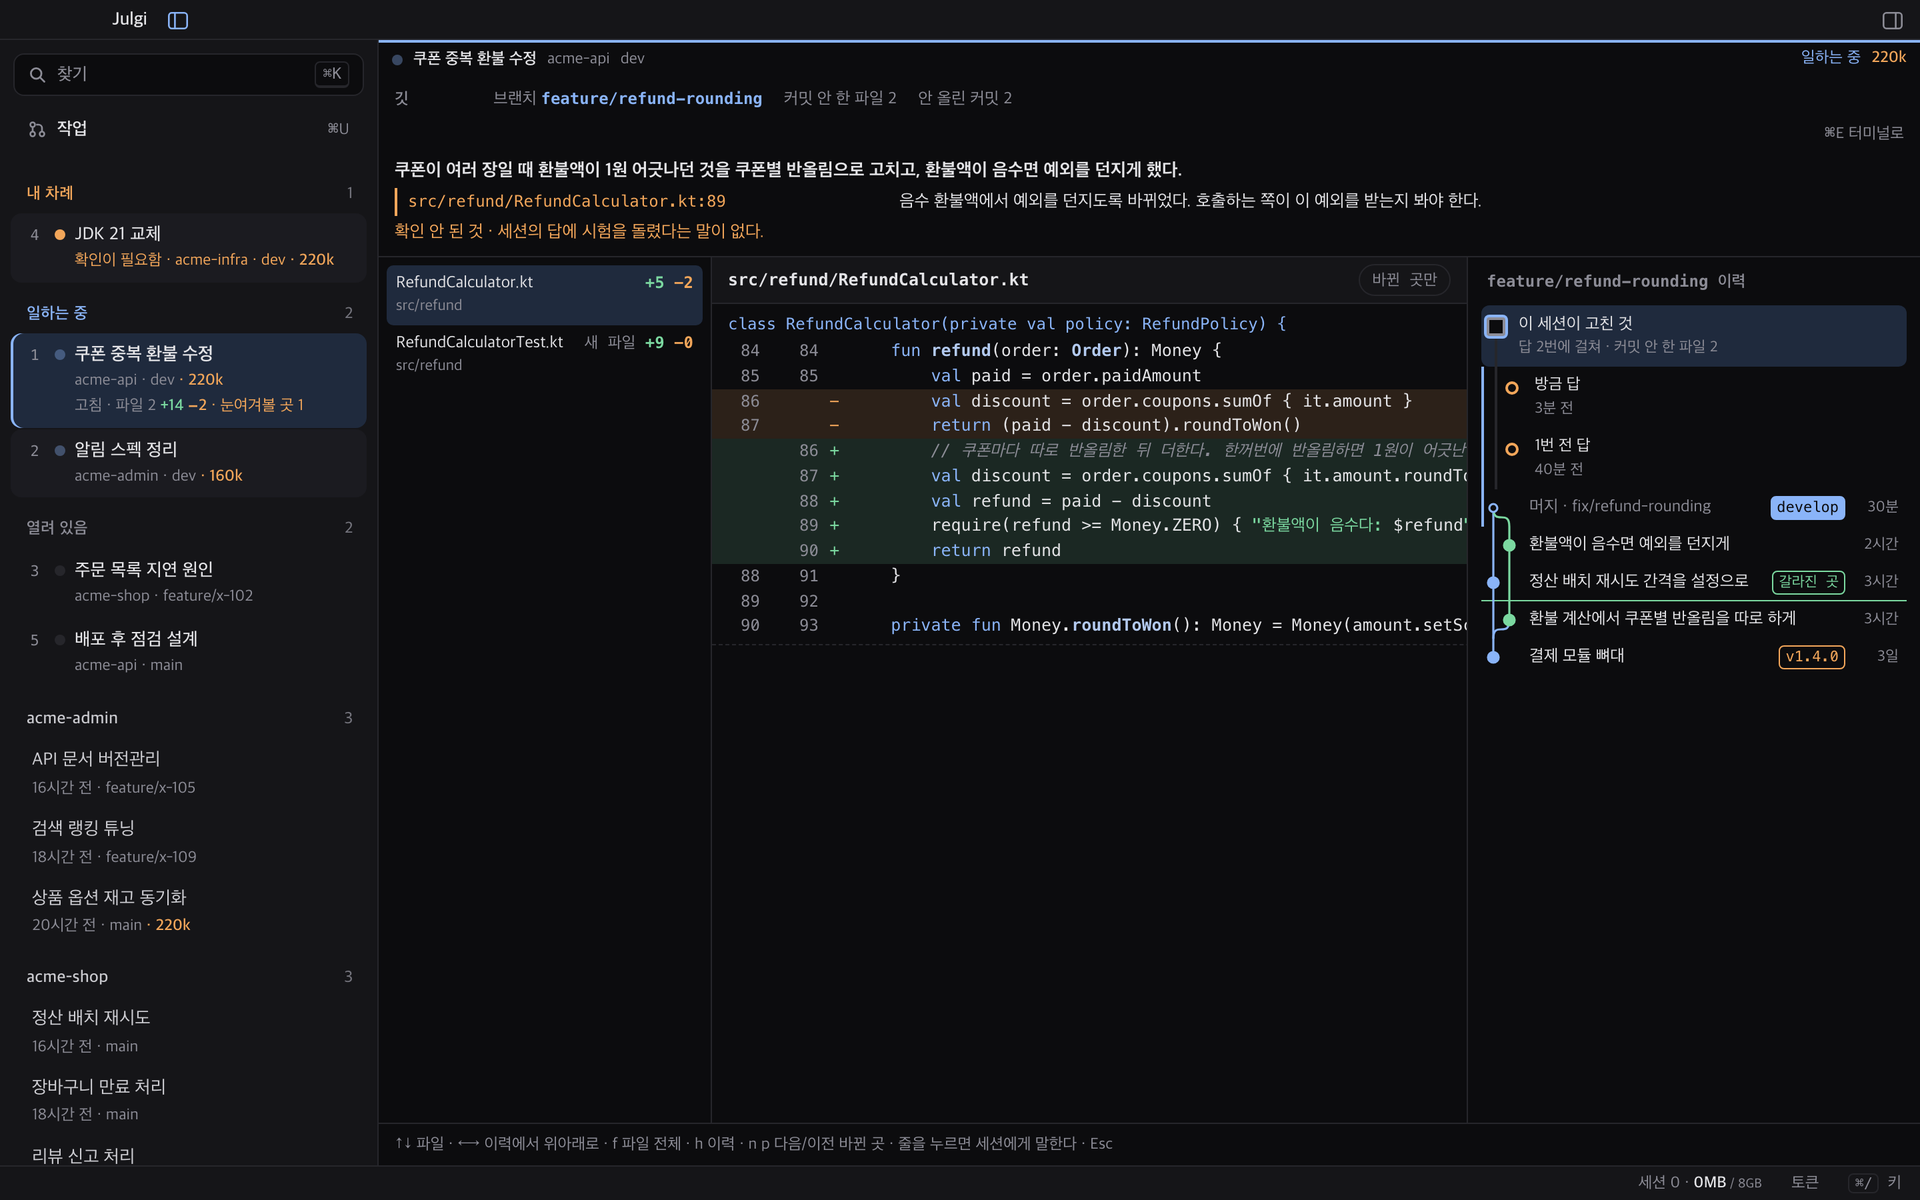 Julgi
찾기 ⌘K
작업 ⌘U
내 차례 1
4 JDK 21 교체
확인이 필요함 · acme-infra · dev · 220k
일하는 중 2
1 쿠폰 중복 환불 수정
acme-api · dev · 220k
고침 · 파일 2 +14 −2 · 눈여겨볼 곳 1
2 알림 스펙 정리
acme-admin · dev · 160k
열려 있음 2
3 주문 목록 지연 원인
acme-shop · feature/x-102
5 배포 후 점검 설계
acme-api · main
acme-admin 3
API 문서 버전관리
16시간 전 · feature/x-105
검색 랭킹 튜닝
18시간 전 · feature/x-109
상품 옵션 재고 동기화
20시간 전 · main · 220k
acme-shop 3
정산 배치 재시도
16시간 전 · main
장바구니 만료 처리
18시간 전 · main
리뷰 신고 처리
쿠폰 중복 환불 수정 acme-api dev 일하는 중 220k
깃 브랜치 feature/refund-rounding 커밋 안 한 파일 2 안 올린 커밋 2
⌘E 터미널로
쿠폰이 여러 장일 때 환불액이 1원 어긋나던 것을 쿠폰별 반올림으로 고치고, 환불액이 음수면 예외를 던지게 했다.
src/refund/RefundCalculator.kt:89 음수 환불액에서 예외를 던지도록 바뀌었다. 호출하는 쪽이 이 예외를 받는지 봐야 한다.
확인 안 된 것 · 세션의 답에 시험을 돌렸다는 말이 없다.
RefundCalculator.kt +5 −2
src/refund
RefundCalculatorTest.kt 새 파일 +9 −0
src/refund
src/refund/RefundCalculator.kt 바뀐 곳만
class RefundCalculator(private val policy: RefundPolicy) {
84 84 fun refund(order: Order): Money {
85 85 val paid = order.paidAmount
86 − val discount = order.coupons.sumOf { it.amount }
87 − return (paid − discount).roundToWon()
86 + // 쿠폰마다 따로 반올림한 뒤 더한다. 한꺼번에 반올림하면 1원이 어긋난
87 + val discount = order.coupons.sumOf { it.amount.roundTo
88 + val refund = paid − discount
89 + require(refund >= Money.ZERO) { "환불액이 음수다: $refund"
90 + return refund
88 91 }
89 92
90 93 private fun Money.roundToWon(): Money = Money(amount.setSc
feature/refund-rounding 이력
이 세션이 고친 것
답 2번에 걸쳐 · 커밋 안 한 파일 2
방금 답
3분 전
1번 전 답
40분 전
머지 · fix/refund-rounding develop 30분
환불액이 음수면 예외를 던지게 2시간
정산 배치 재시도 간격을 설정으로 갈라진 곳 3시간
환불 계산에서 쿠폰별 반올림을 따로 하게 3시간
결제 모듈 뼈대 v1.4.0 3일
↑↓ 파일 · ←→ 이력에서 위아래로 · f 파일 전체 · h 이력 · n p 다음/이전 바뀐 곳 · 줄을 누르면 세션에게 말한다 · Esc
세션 0 · 0MB / 8GB 토큰 ⌘/ 키